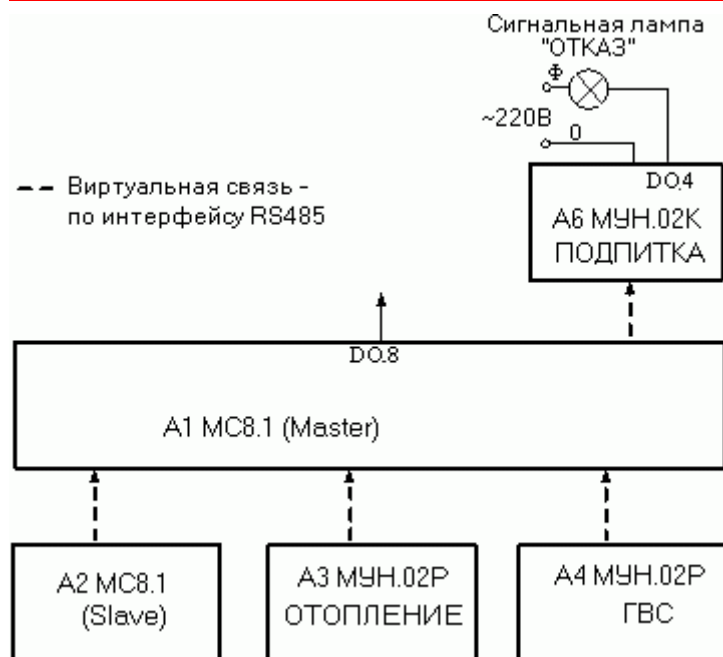 Сигнальная лампа
"ОТКАЗ"
Ф
~220В
0
Виртуальная связь -
по интерфейсу RS485
DO.4
А6 МУН.02К
ПОДПИТКА
DO.8
А1 МС8.1 (Master)
А2 МС8.1
(Slave)
А3 МУН.02Р
ОТОПЛЕНИЕ
А4 МУН.02Р
ГВС